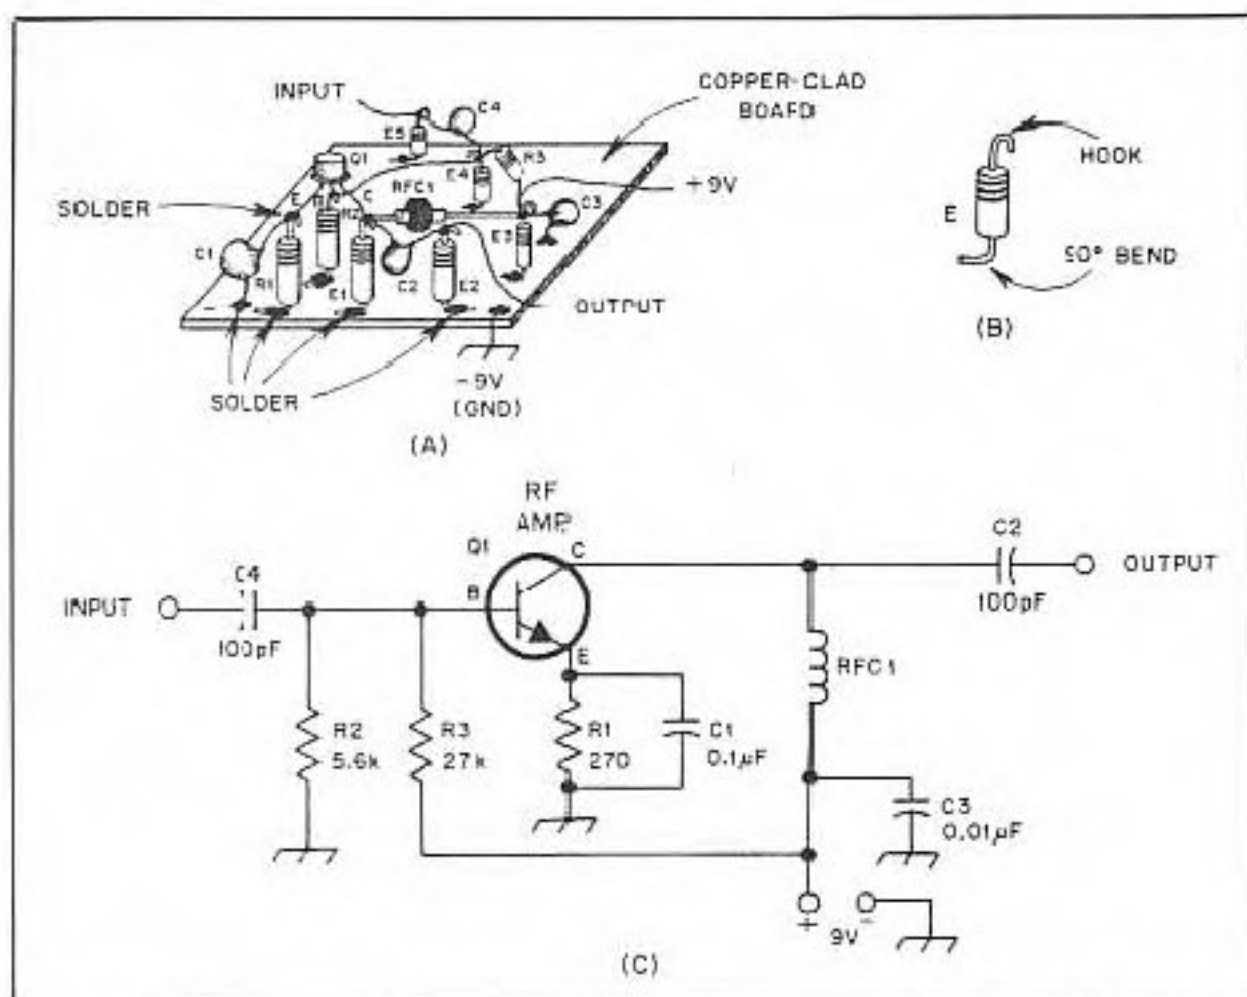 INPUT
C4
COPPER-CLAD
BOARD
E5
Q1
R3
E4
RFC1
+9V
SOLDER
E
C
R2
C3
C1
E3
R1
E1
C2
E2
OUTPUT
SOLDER
-9V
(GND)
(A)
HOOK
E
90° BEND
(B)
RF
AMP.
Q1
C
C2
OUTPUT
C4
B
INPUT
100pF
100pF
E
RFC1
R2
5.6k
R3
27k
R1
270
C1
0.1µF
C3
0.01µF
+
9V
-
(C)